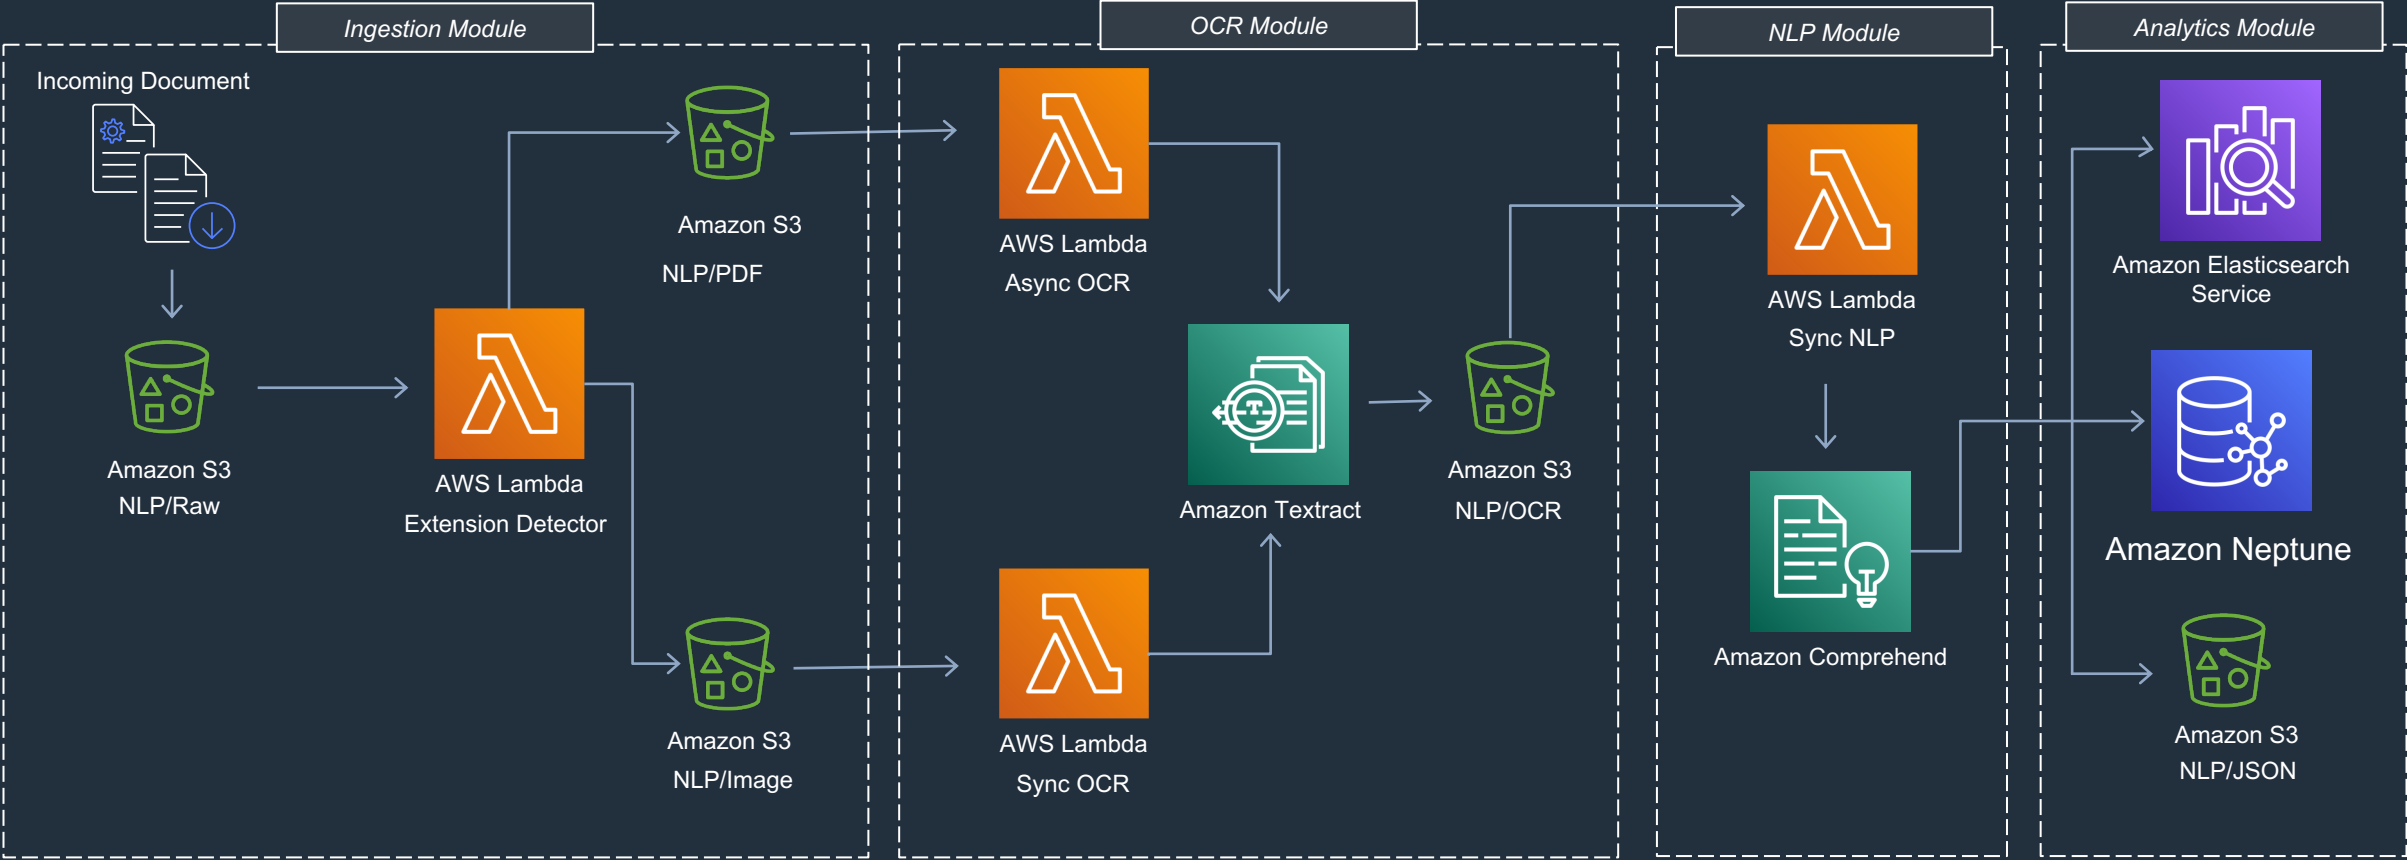 Ingestion Module
Incoming Document
Amazon S3
NLP/Raw
AWS Lambda
Extension Detector
Amazon S3
NLP/PDF
Amazon S3
NLP/Image
OCR Module
AWS Lambda
Async OCR
AWS Lambda
Sync OCR
Amazon Textract
Amazon S3
NLP/OCR
NLP Module
AWS Lambda
Sync NLP
Amazon Comprehend
Analytics Module
Amazon Elasticsearch
Service
Amazon Neptune
Amazon S3
NLP/JSON